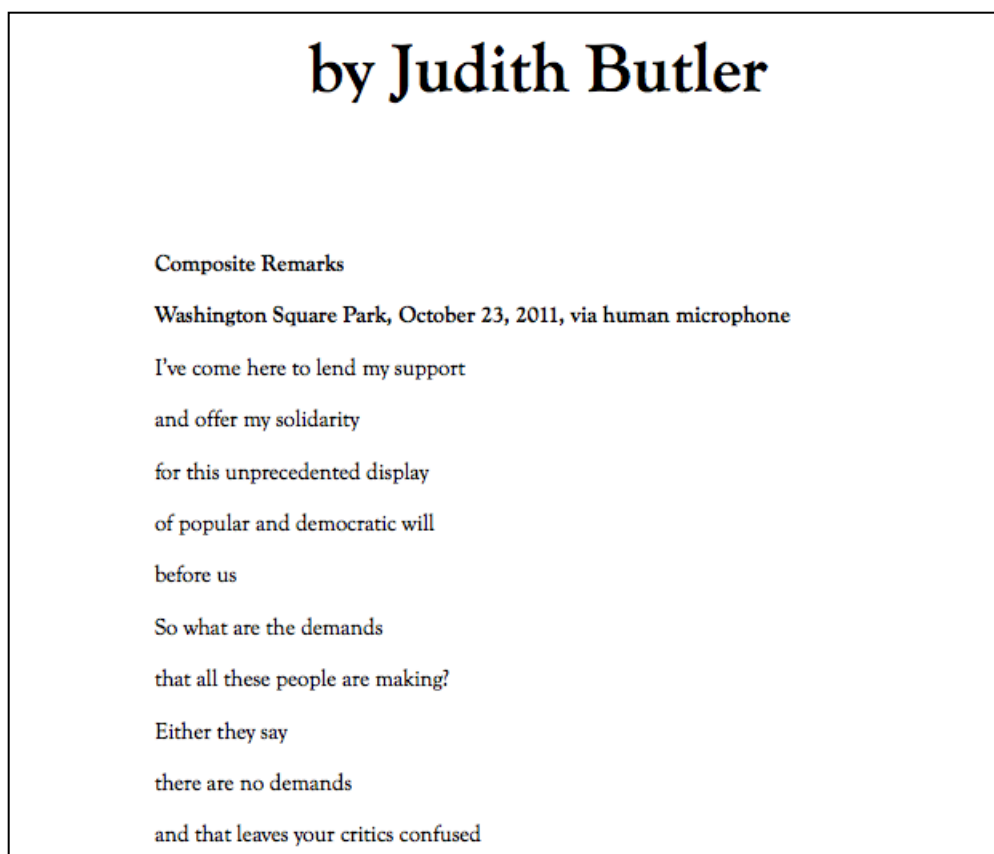 by Judith Butler
Composite Remarks
Washington Square Park, October 23, 2011, via human microphone
I’ve come here to lend my support
and offer my solidarity
for this unprecedented display
of popular and democratic will
before us
So what are the demands
that all these people are making?
Either they say
there are no demands
and that leaves your critics confused